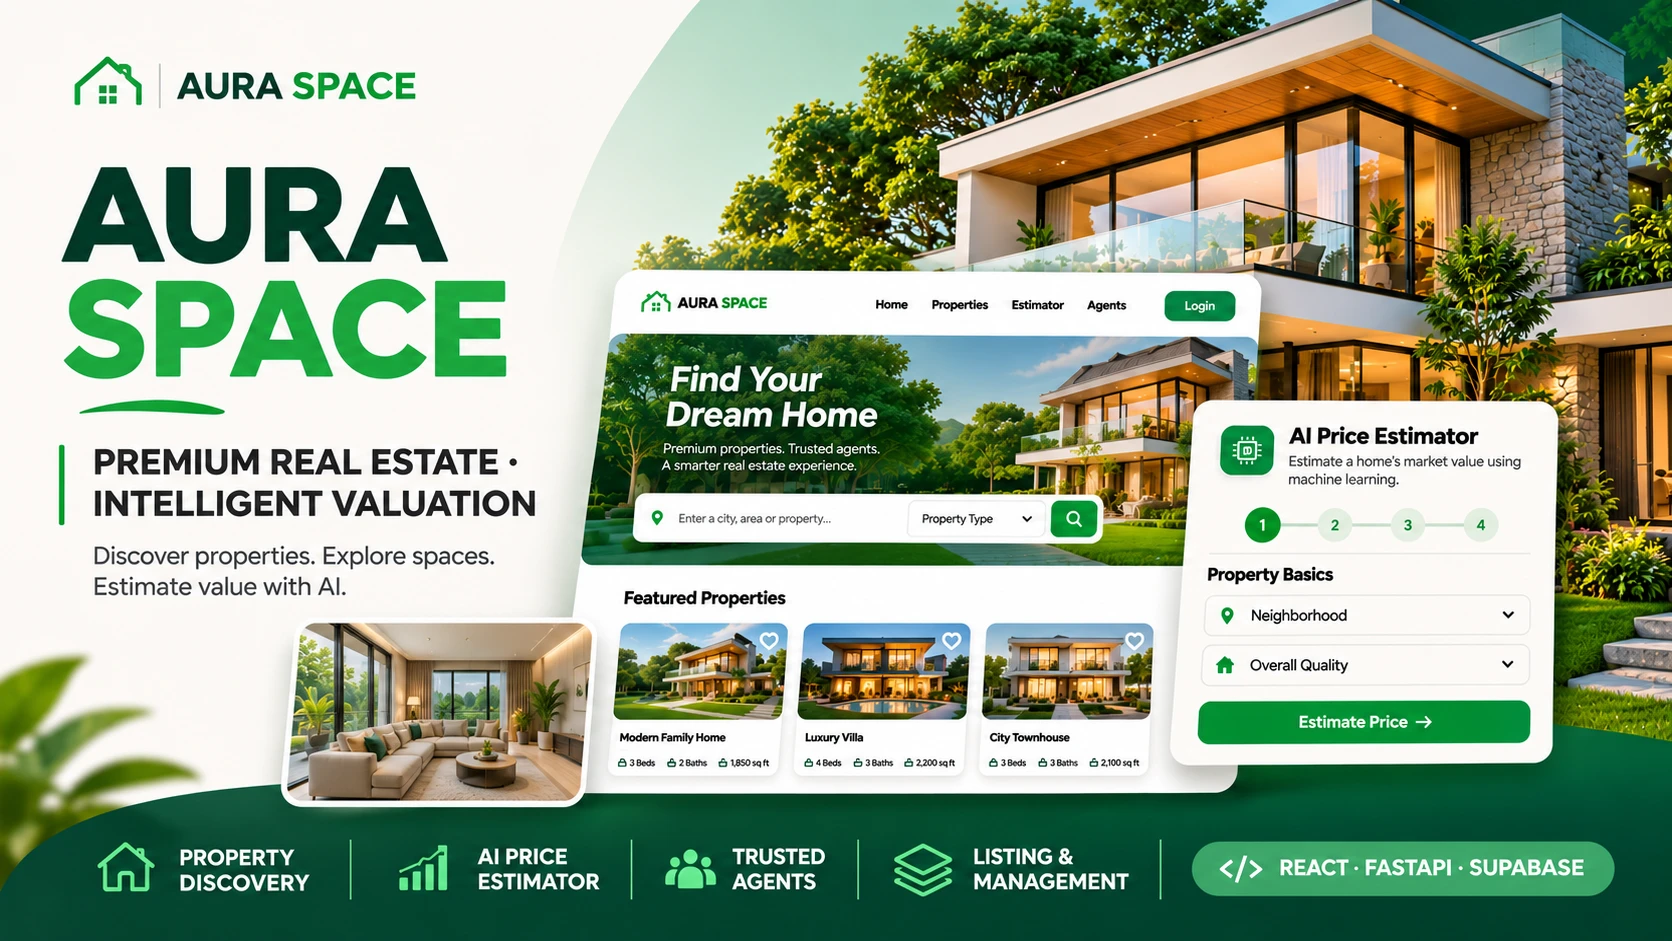 AURA SPACE
AURA
SPACE
PREMIUM REAL ESTATE ·
INTELLIGENT VALUATION
Discover properties. Explore spaces.
Estimate value with AI.
AURA SPACE
Home Properties Estimator Agents Login
Find Your
Dream Home
Premium properties. Trusted agents.
A smarter real estate experience.
Enter a city, area or property... Property Type
Featured Properties
Modern Family Home
3 Beds 2 Baths 1,850 sq ft
Luxury Villa
4 Beds 3 Baths 2,200 sq ft
City Townhouse
3 Beds 3 Baths 2,100 sq ft
AI Price Estimator
Estimate a home's market value using
machine learning.
1 2 3 4
Property Basics
Neighborhood
Overall Quality
Estimate Price →
PROPERTY
DISCOVERY
AI PRICE
ESTIMATOR
TRUSTED
AGENTS
LISTING &
MANAGEMENT
</> REACT · FASTAPI · SUPABASE